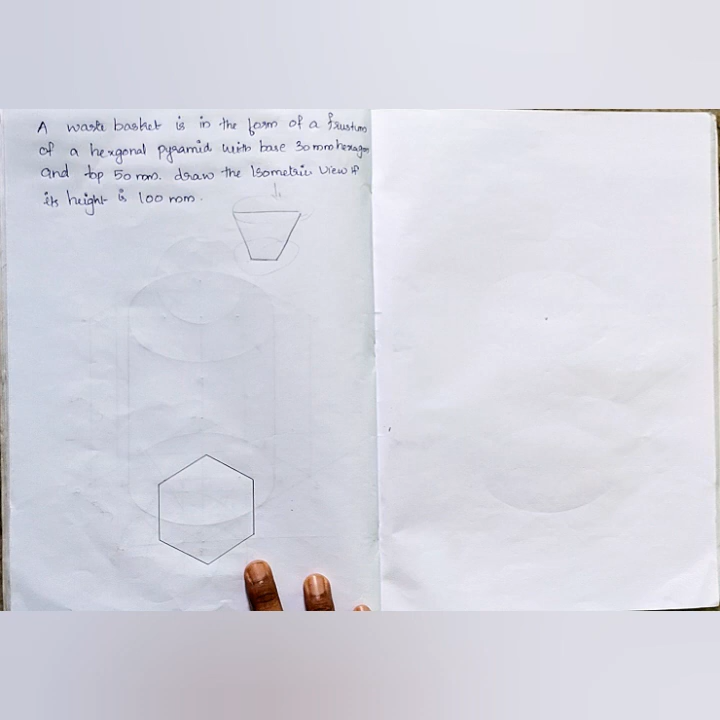 A waste basket is in the form of a frustum
of a hexgonal pyramid with base 30 mm hexagon
and top 50 mm. draw the Isometric view if
its height is 100 mm.